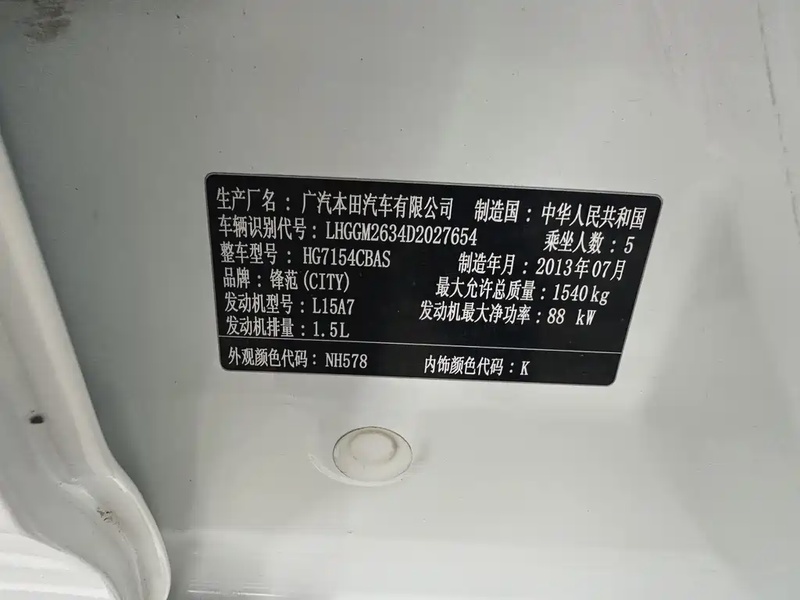 生产厂名：广汽本田汽车有限公司 制造国：中华人民共和国
车辆识别代号：LHGGM2634D2027654 乘坐人数：5
整车型号：HG7154CBAS 制造年月：2013年07月
品牌：锋范(CITY) 最大允许总质量：1540kg
发动机型号：L15A7 发动机最大净功率：88 kW
发动机排量：1.5L
外观颜色代码：NH578 内饰颜色代码：K